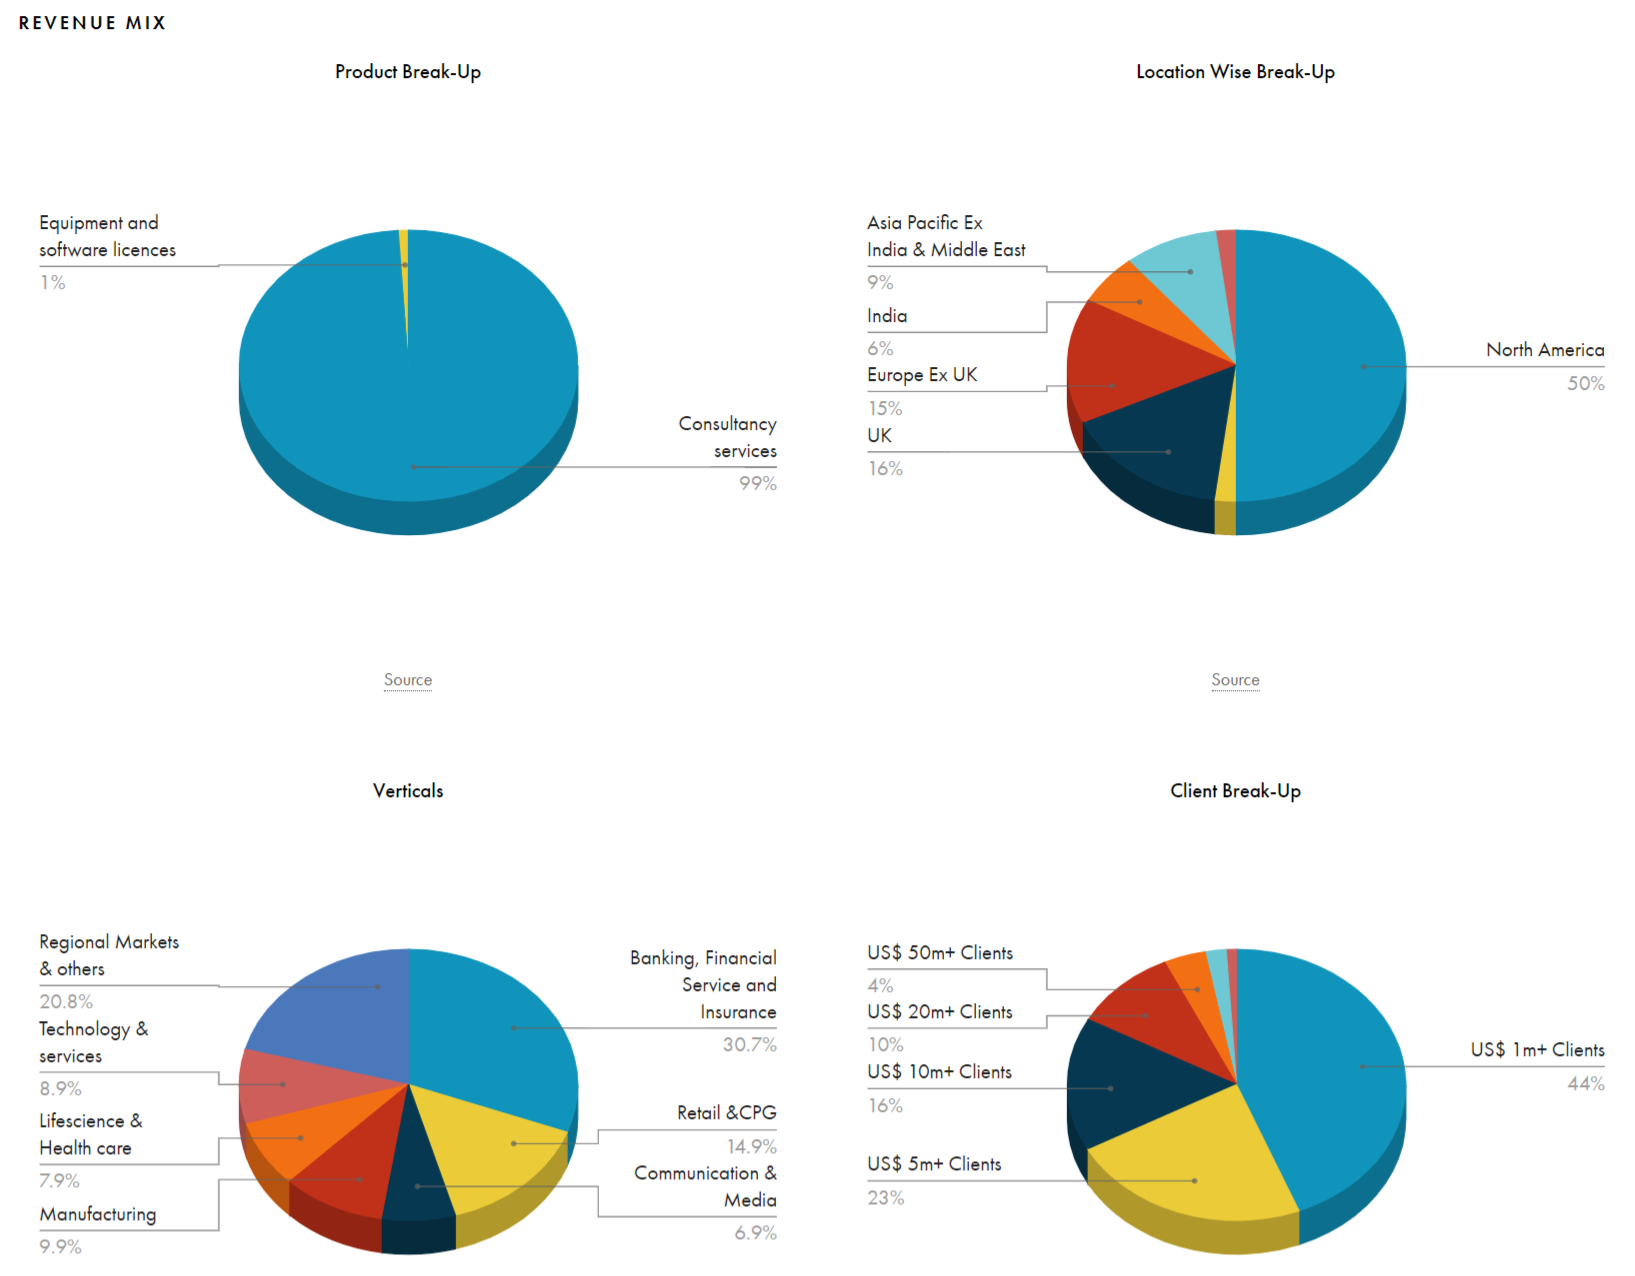 REVENUE MIX
Product Break-Up
Equipment and
software licences
1%
Consultancy
services
99%
Source
Location Wise Break-Up
Asia Pacific Ex
India & Middle East
9%
India
6%
Europe Ex UK
15%
UK
16%
North America
50%
Source
Verticals
Regional Markets
& others
20.8%
Technology &
services
8.9%
Lifescience &
Health care
7.9%
Manufacturing
9.9%
Banking, Financial
Service and
Insurance
30.7%
Retail &CPG
14.9%
Communication &
Media
6.9%
Client Break-Up
US$ 50m+ Clients
4%
US$ 20m+ Clients
10%
US$ 10m+ Clients
16%
US$ 5m+ Clients
23%
US$ 1m+ Clients
44%